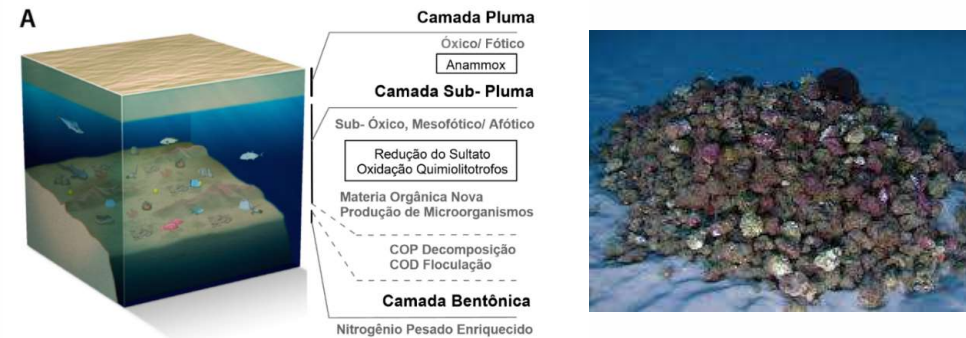 A
Camada Pluma
Óxico/ Fótico
Anammox
Camada Sub- Pluma
Sub- Óxico, Mesofótico/ Afótico
Redução do Sultato
Oxidação Quimiolitotrofos
Materia Orgânica Nova
Produção de Microorganismos
COP Decomposição
COD Floculação
Camada Bentônica
Nitrogênio Pesado Enriquecido